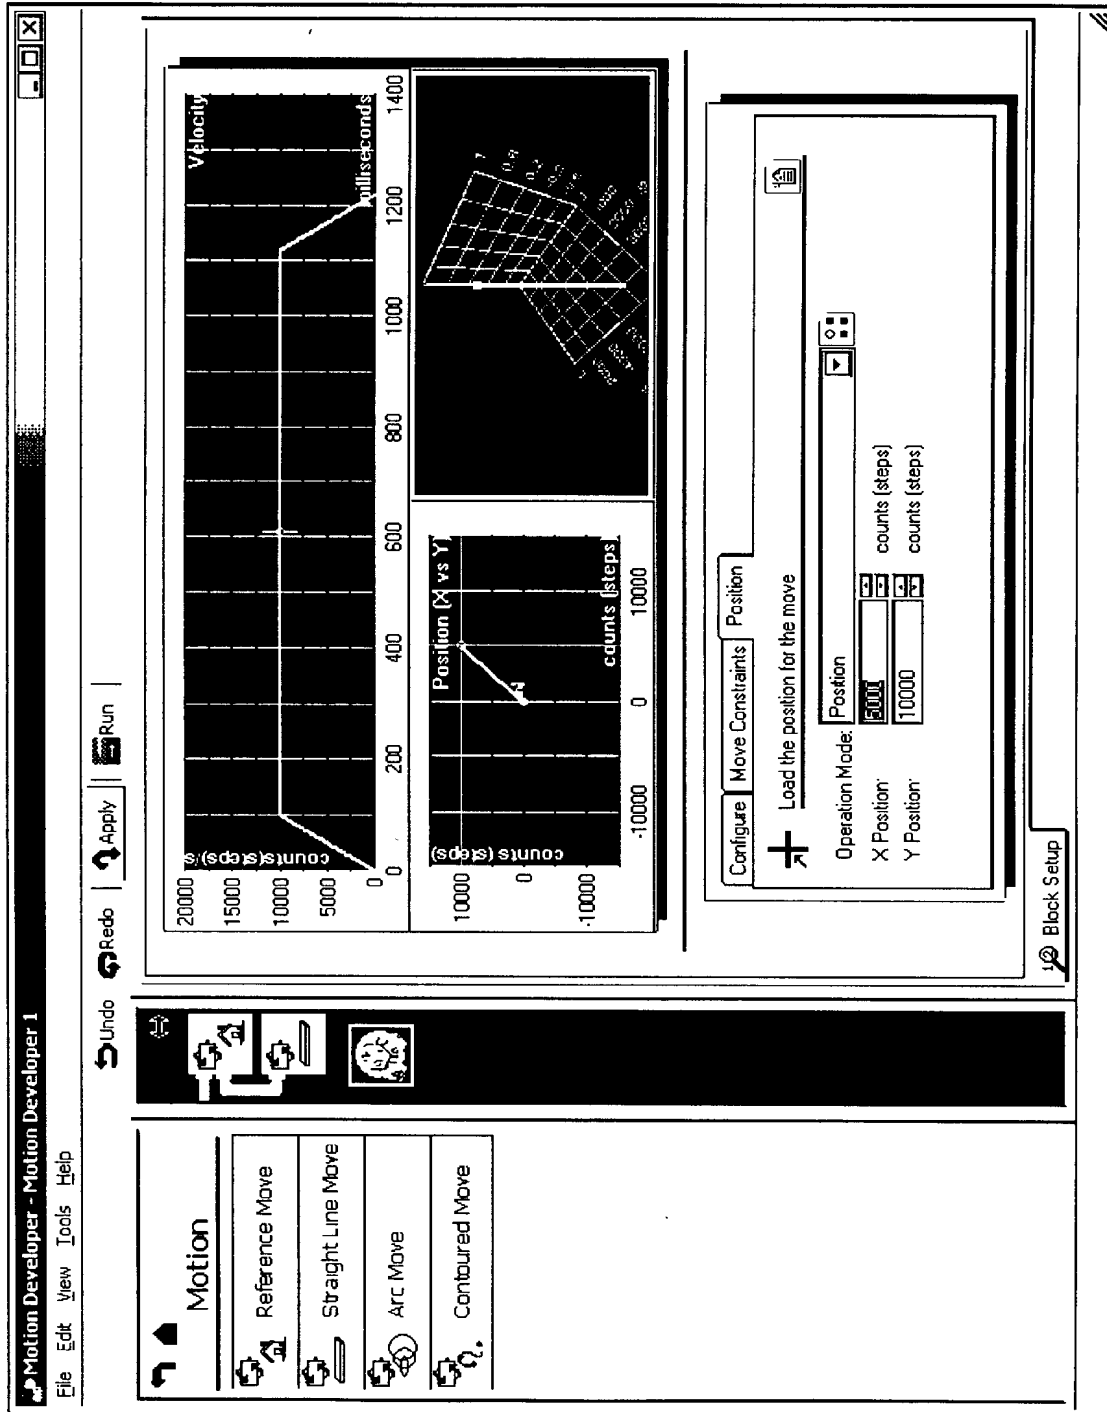 Motion Developer - Motion Developer 1
File Edit View Tools Help
Undo Redo Apply Run
Motion
Reference Move
Straight Line Move
Arc Move
Contoured Move
Velocity
counts (steps)/s
20000
15000
10000
5000
0
0 200 400 600 800 1000 1200 1400
milliseconds
Position (X vs Y)
counts (steps)
10000
0
-10000
-10000 0 10000
counts (steps)
Configure Move Constraints Position
Load the position for the move
Operation Mode: Position
X Position: 5000 counts (steps)
Y Position: 10000 counts (steps)
Block Setup